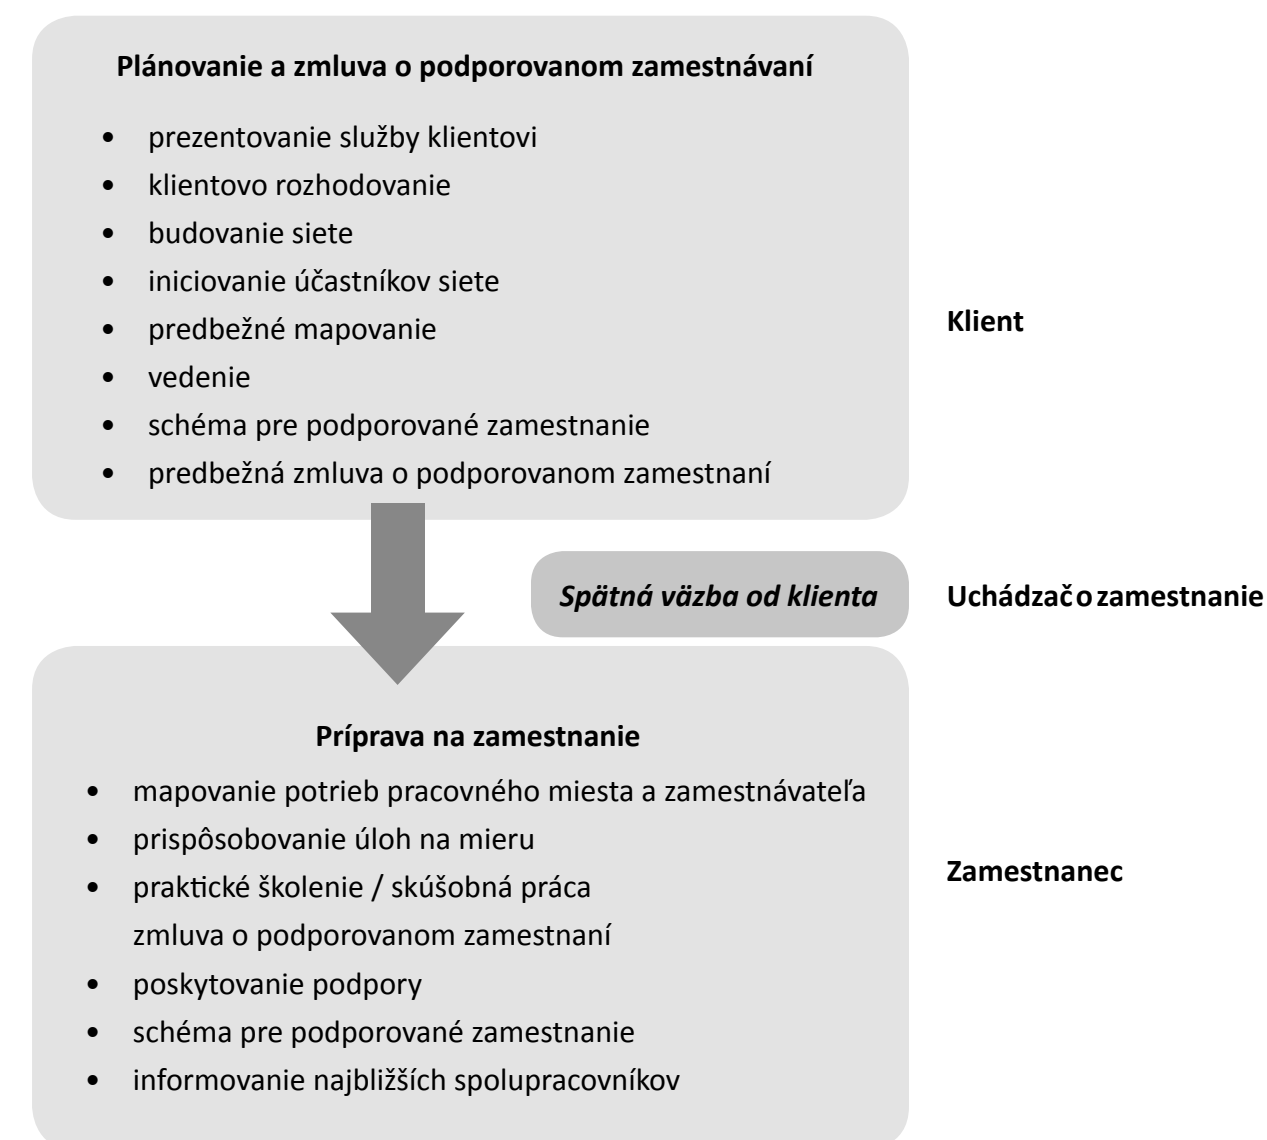 Plánovanie a zmluva o podporovanom zamestnávaní
• prezentovanie služby klientovi
• klientovo rozhodovanie
• budovanie siete
• iniciovanie účastníkov siete
• predbežné mapovanie
• vedenie
• schéma pre podporované zamestnanie
• predbežná zmluva o podporovanom zamestnaní
Klient
Spätná väzba od klienta
Uchádzač o zamestnanie
Príprava na zamestnanie
• mapovanie potrieb pracovného miesta a zamestnávateľa
• prispôsobovanie úloh na mieru
• praktické školenie / skúšobná práca
zmluva o podporovanom zamestnaní
• poskytovanie podpory
• schéma pre podporované zamestnanie
• informovanie najbližších spolupracovníkov
Zamestnanec